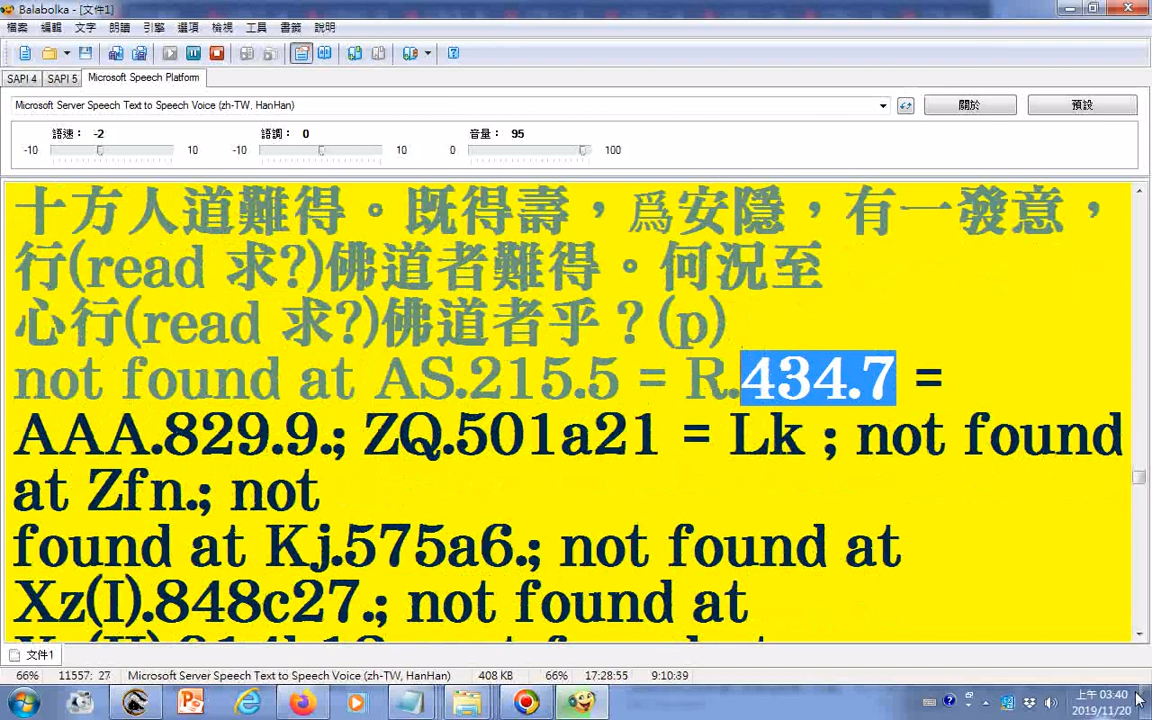 Balabolka - [文件1]
檔案 編輯 文字 朗讀 引擎 選項 檢視 工具 書籤 說明
SAPI 4 SAPI 5 Microsoft Speech Platform
Microsoft Server Speech Text to Speech Voice (zh-TW, HanHan) 關於 預設
語速： -2 語調： 0 音量： 95
-10 10 -10 10 0 100
十方人道難得。既得壽，爲安隱，有一發意，
行(read 求?)佛道者難得。何況至
心行(read 求?)佛道者乎？(p)
not found at AS.215.5 = R.434.7 =
AAA.829.9.; ZQ.501a21 = Lk ; not found
at Zfn.; not
found at Kj.575a6.; not found at
Xz(I).848c27.; not found at
文件1
66% 11557: 27 Microsoft Server Speech Text to Speech Voice (zh-TW, HanHan) 408 KB 66% 17:28:55 9:10:39
上午 03:40
2019/11/20